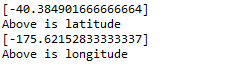 [-40.384901666666664]
Above is latitude
[-175.62152833333337]
Above is longitude